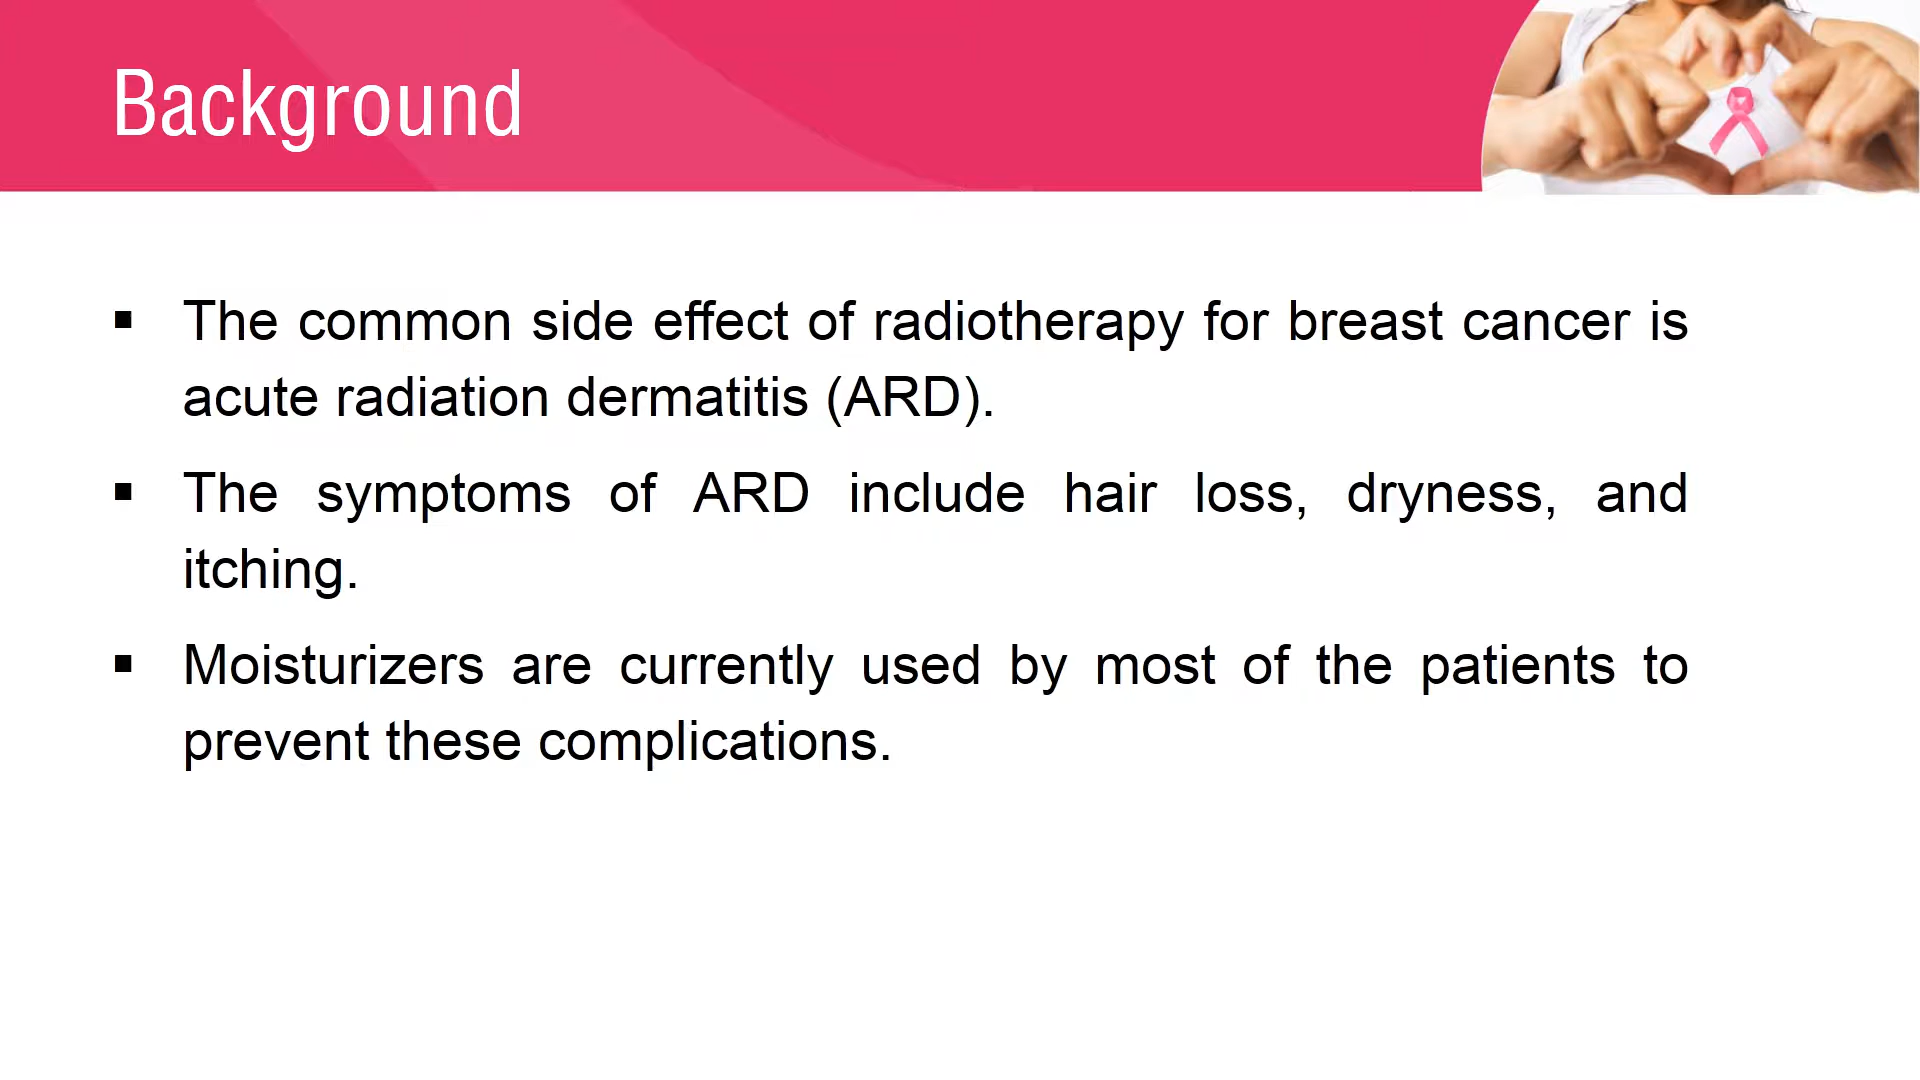 Background
▪ The common side effect of radiotherapy for breast cancer is
acute radiation dermatitis (ARD).
▪ The symptoms of ARD include hair loss, dryness, and
itching.
▪ Moisturizers are currently used by most of the patients to
prevent these complications.